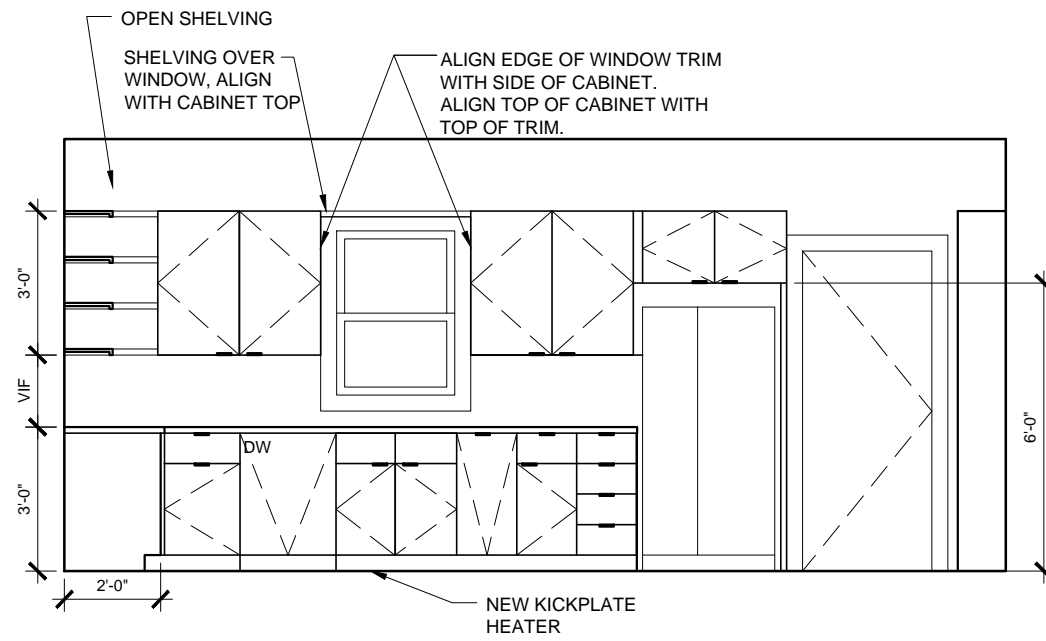 OPEN SHELVING
SHELVING OVER
WINDOW, ALIGN
WITH CABINET TOP
ALIGN EDGE OF WINDOW TRIM
WITH SIDE OF CABINET.
ALIGN TOP OF CABINET WITH
TOP OF TRIM.
3'-0"
VIF
3'-0"
DW
6'-0"
2'-0"
NEW KICKPLATE
HEATER